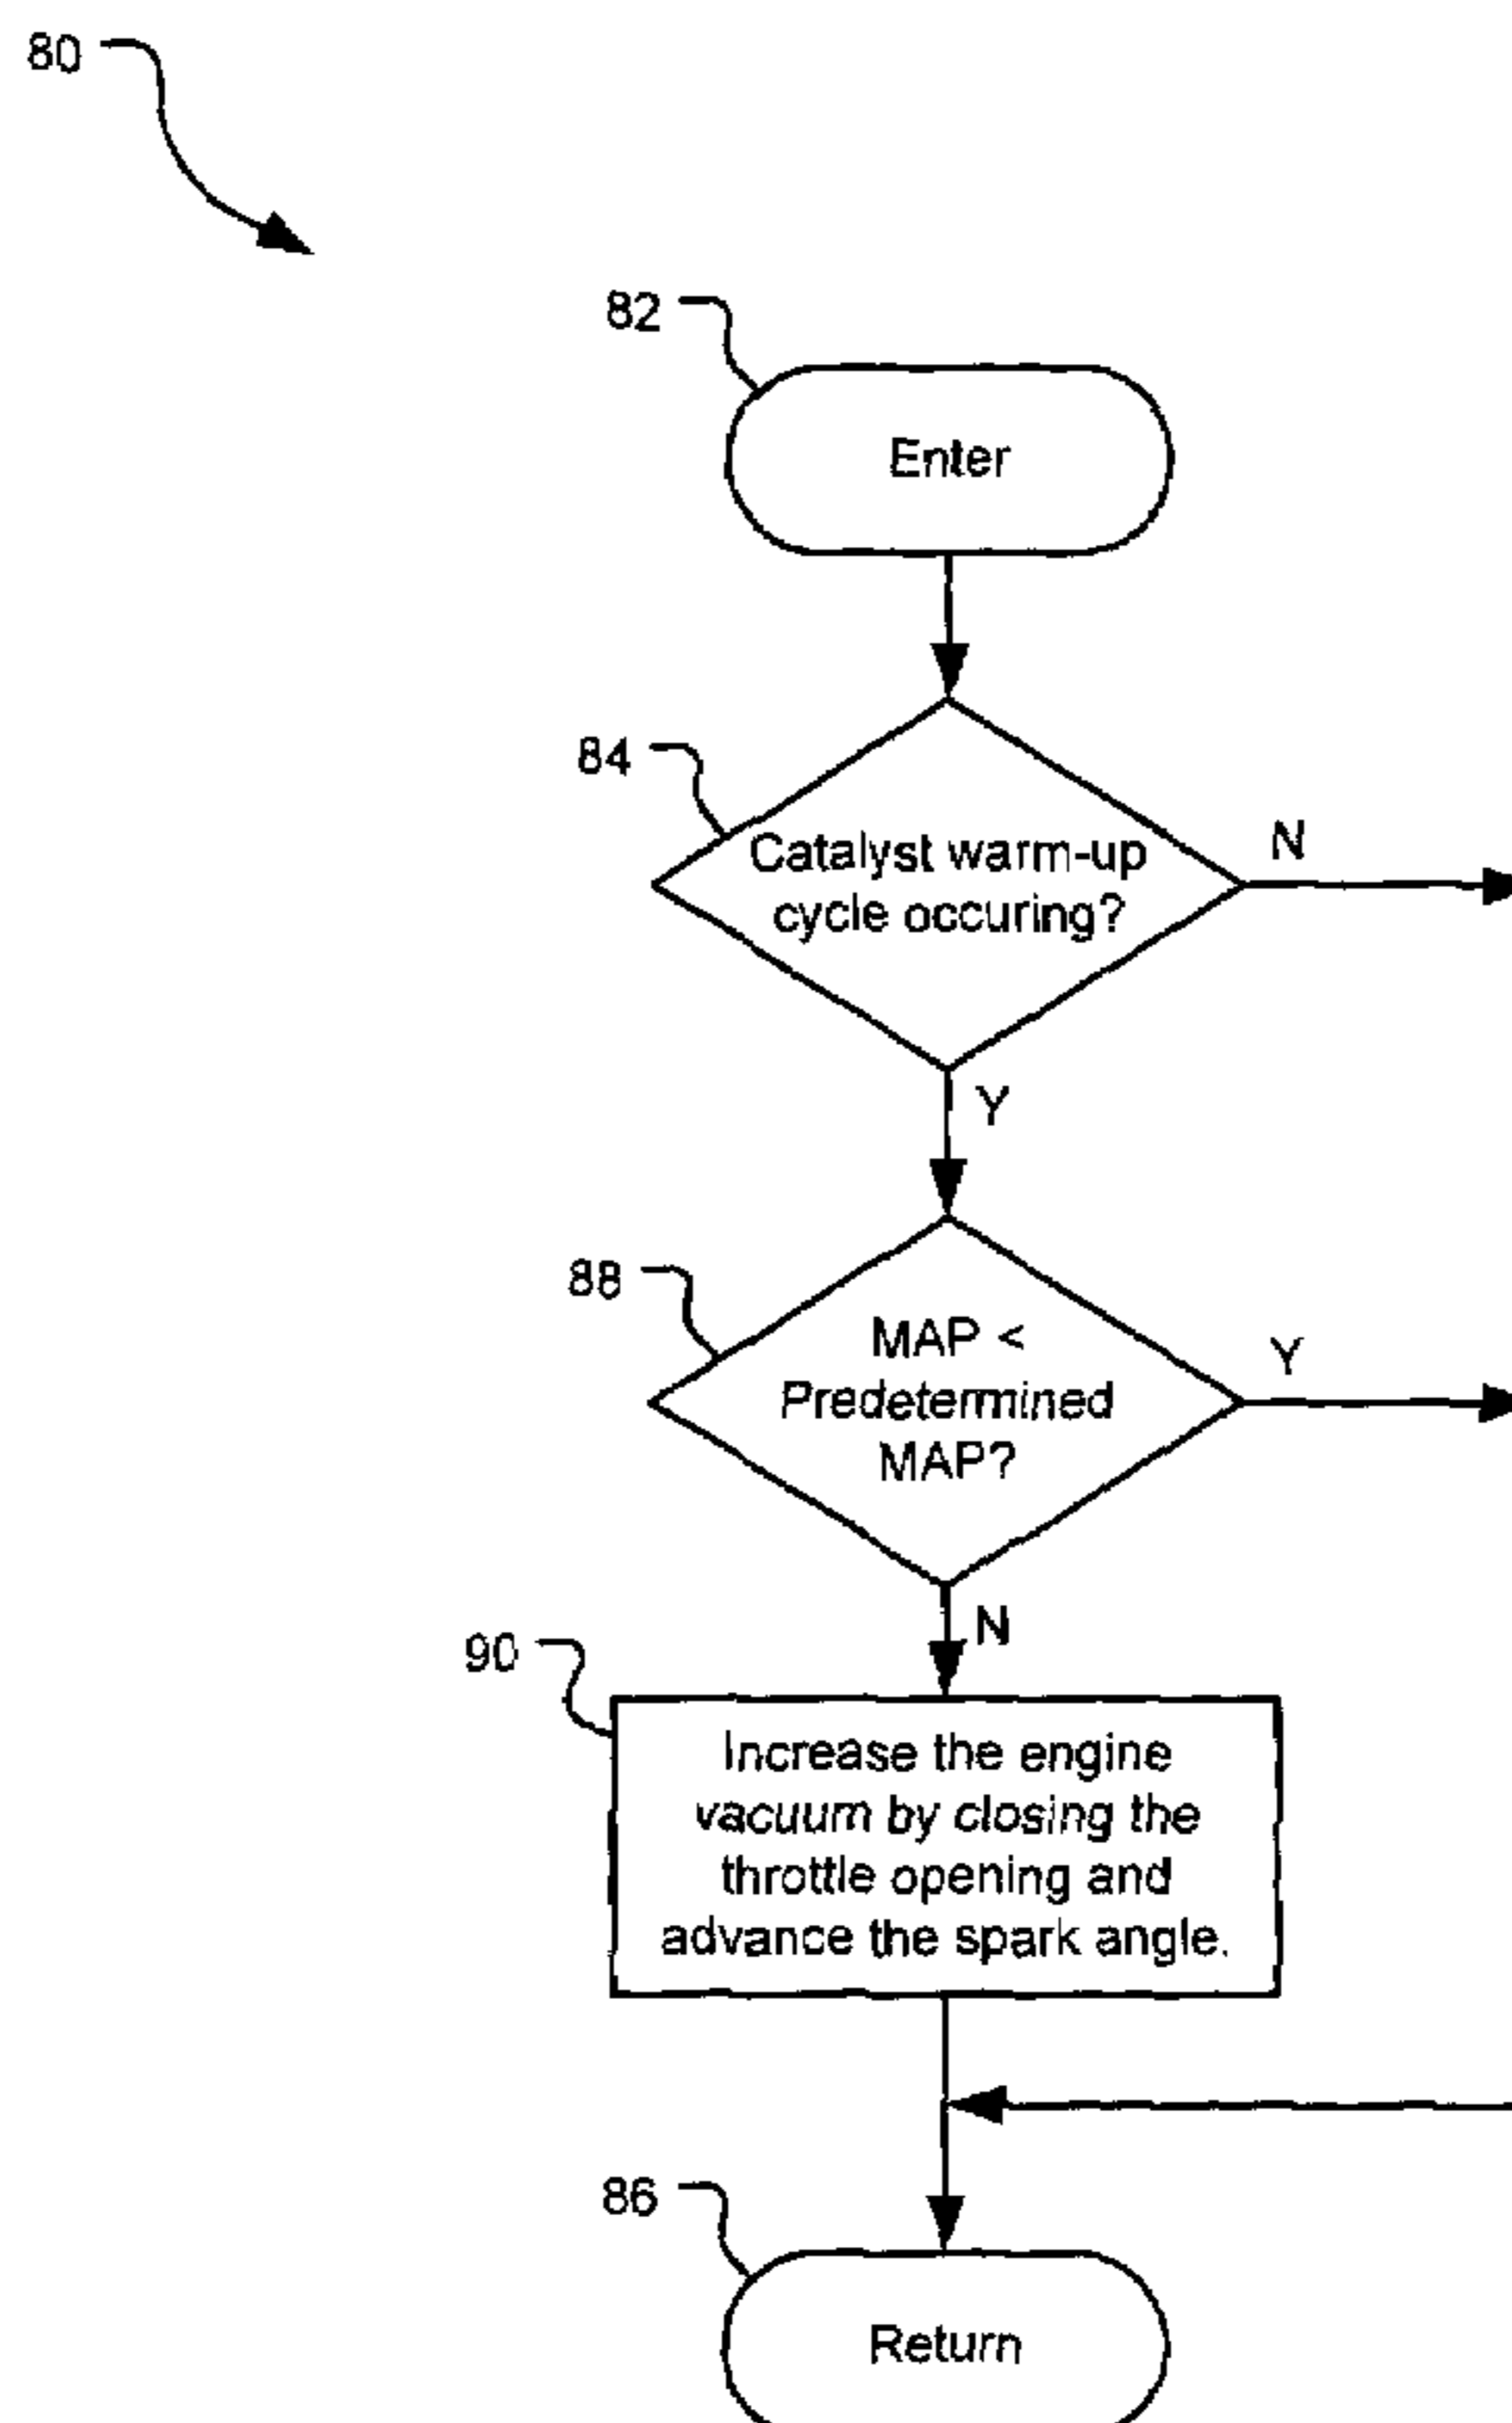 80
82
Enter
84
Catalyst warm-up
cycle occuring?
N
Y
88
MAP <
Predetermined
MAP?
Y
N
90
Increase the engine
vacuum by closing the
throttle opening and
advance the spark angle.
86
Return